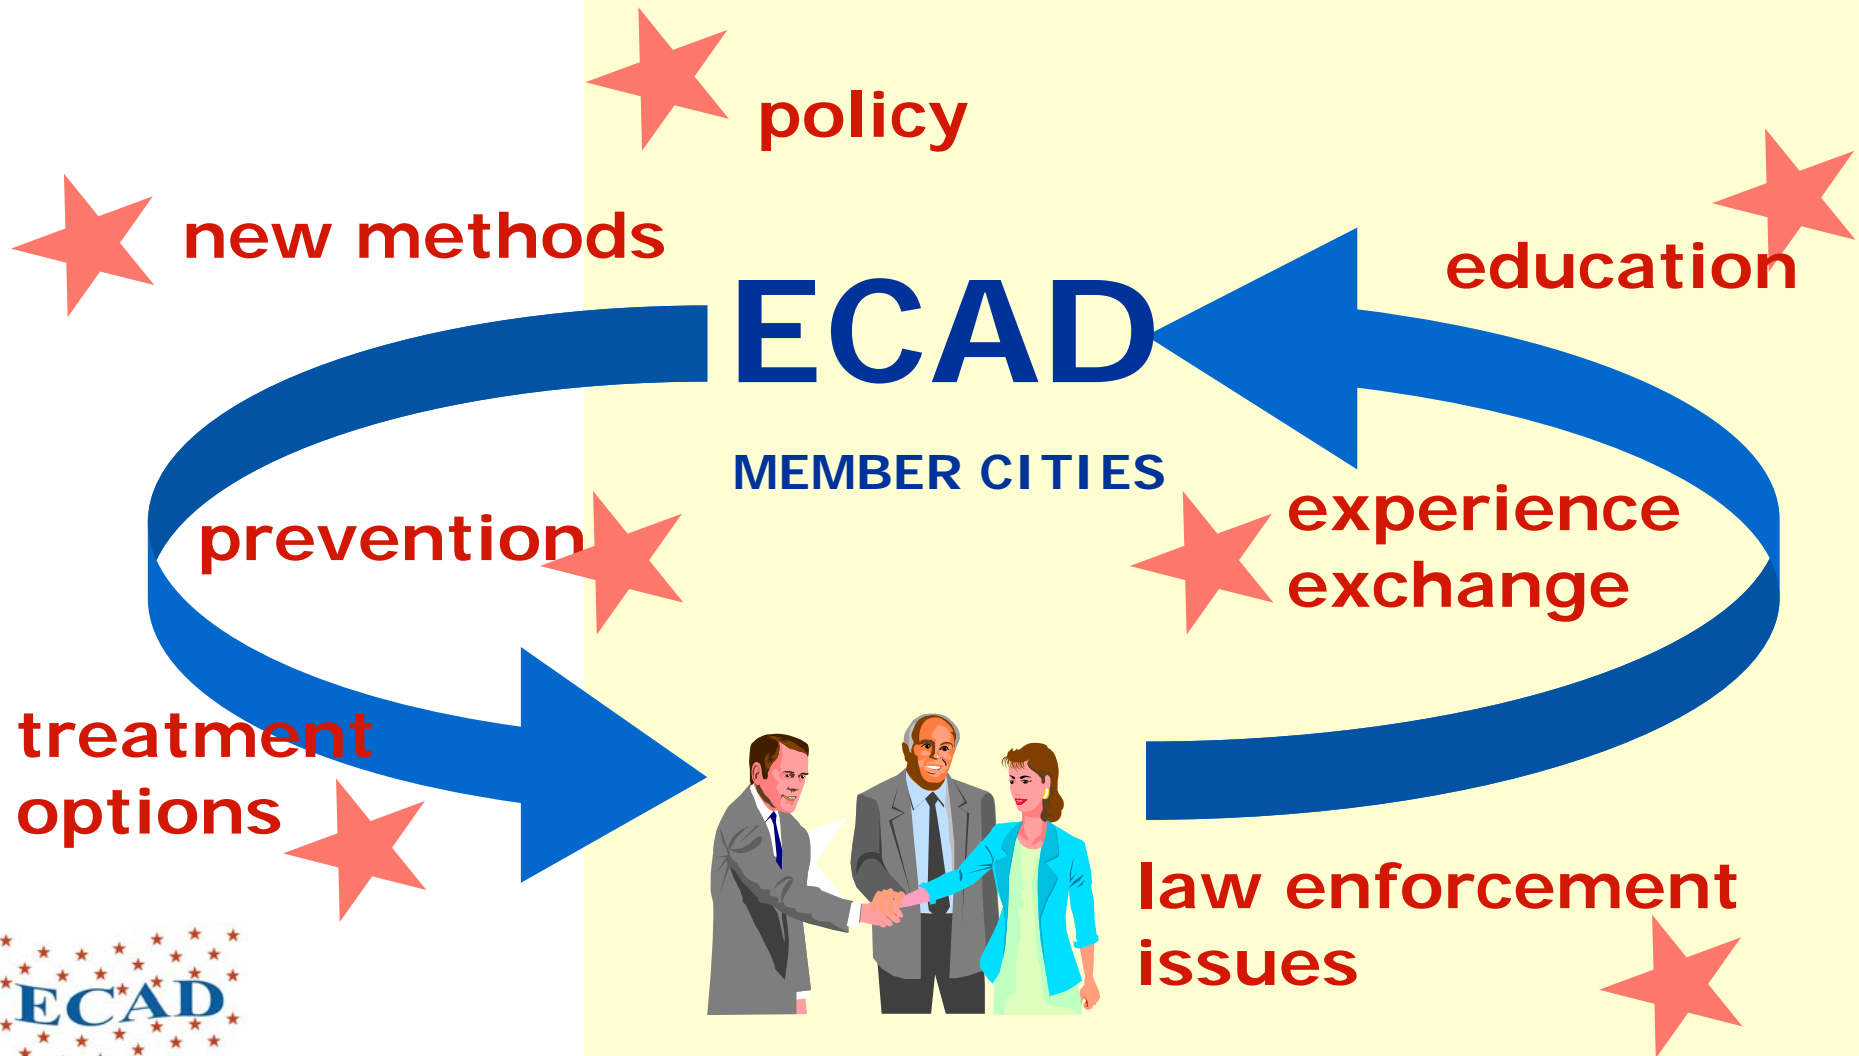 policy
new methods
education
ECAD
MEMBER CITIES
prevention
experience
exchange
treatment
options
law enforcement
issues
ECAD